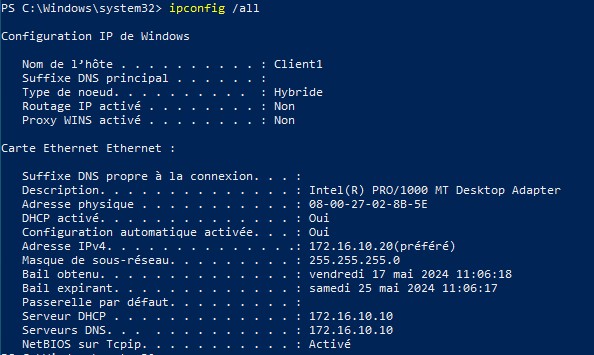 PS C:\Windows\system32> ipconfig /all
Configuration IP de Windows
Nom de l'hôte . . . . . . . . . . : Client1
Suffixe DNS principal . . . . . . :
Type de noeud. . . . . . . . . . : Hybride
Routage IP activé . . . . . . . . : Non
Proxy WINS activé . . . . . . . . : Non
Carte Ethernet Ethernet :
Suffixe DNS propre à la connexion. . . :
Description. . . . . . . . . . . . . . : Intel(R) PRO/1000 MT Desktop Adapter
Adresse physique . . . . . . . . . . . : 08-00-27-02-8B-5E
DHCP activé. . . . . . . . . . . . . . : Oui
Configuration automatique activée. . . : Oui
Adresse IPv4. . . . . . . . . . . . . .: 172.16.10.20(préféré)
Masque de sous-réseau. . . . . . . . . : 255.255.255.0
Bail obtenu. . . . . . . . . . . . . . : vendredi 17 mai 2024 11:06:18
Bail expirant. . . . . . . . . . . . . : samedi 25 mai 2024 11:06:17
Passerelle par défaut. . . . . . . . . :
Serveur DHCP . . . . . . . . . . . . . : 172.16.10.10
Serveurs DNS. . . . . . . . . . . . . : 172.16.10.10
NetBIOS sur Tcpip. . . . . . . . . . . : Activé